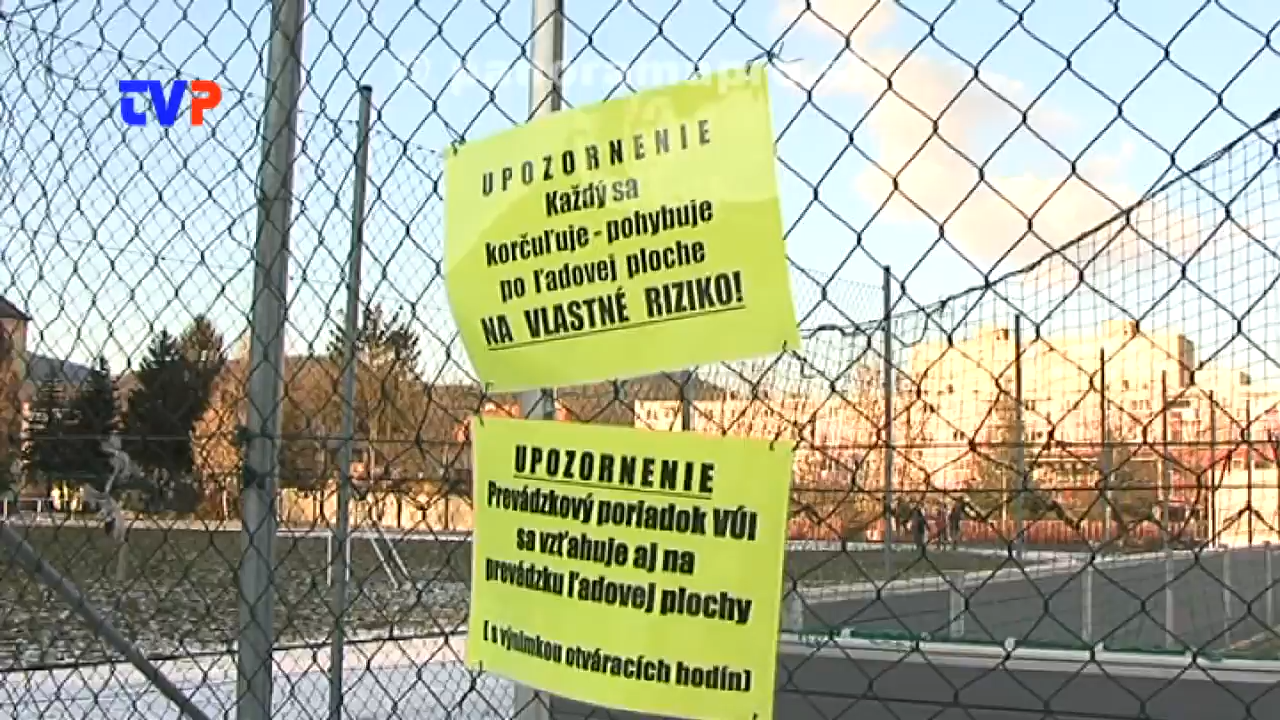 TVP
UPOZORNENIE
Každý sa
korčuľuje - pohybuje
po ľadovej ploche
NA VLASTNÉ RIZIKO!
UPOZORNENIE
Prevádzkový poriadok VÚI
sa vzťahuje aj na
prevádzku ľadovej plochy
( s výnimkou otváracích hodín)